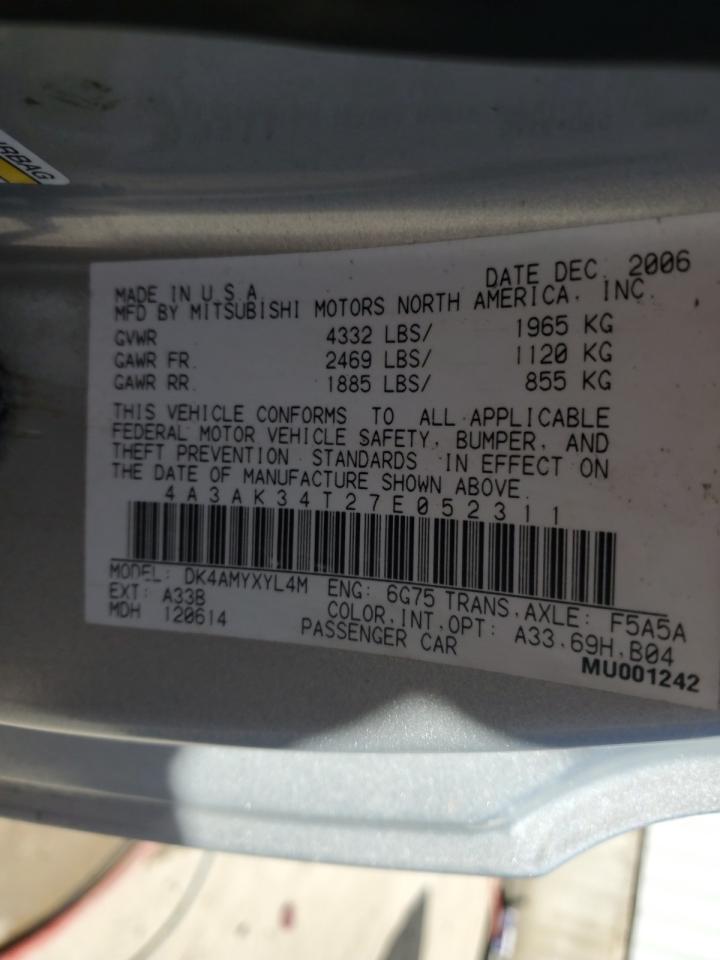 AIRBAG
DATE DEC. 2006
MADE IN U.S.A.
MFD BY MITSUBISHI MOTORS NORTH AMERICA, INC.
GVWR 4332 LBS/ 1965 KG
GAWR FR. 2469 LBS/ 1120 KG
GAWR RR. 1885 LBS/ 855 KG
THIS VEHICLE CONFORMS TO ALL APPLICABLE
FEDERAL MOTOR VEHICLE SAFETY, BUMPER, AND
THEFT PREVENTION STANDARDS IN EFFECT ON
THE DATE OF MANUFACTURE SHOWN ABOVE.
4A3AK34T27E052311
MODEL: DK4AMYXYL4M ENG: 6G75 TRANS.AXLE: F5A5A
EXT: A33B COLOR.INT.OPT: A33.69H.B04
MDH 120614 PASSENGER CAR
MU001242